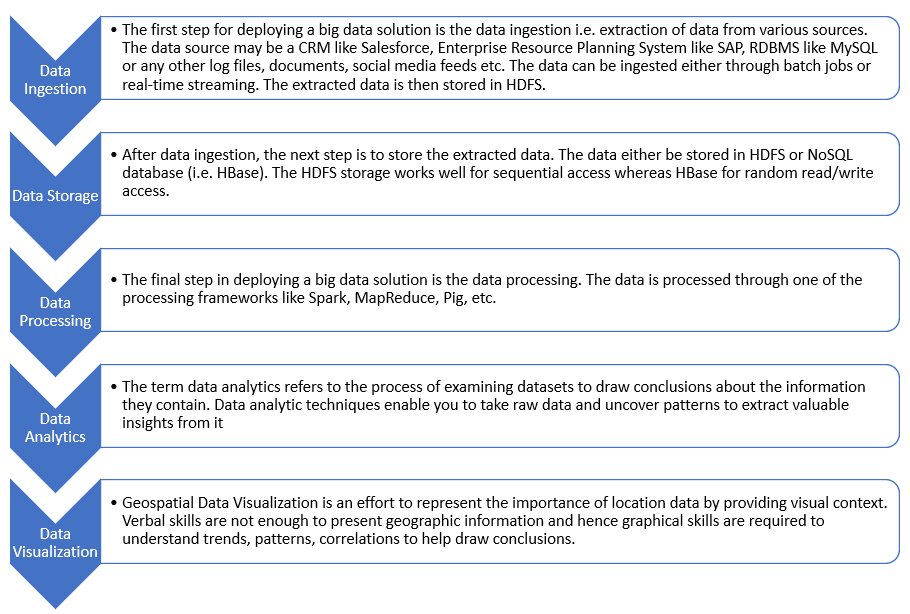 Data
Ingestion
• The first step for deploying a big data solution is the data ingestion i.e. extraction of data from various sources.
The data source may be a CRM like Salesforce, Enterprise Resource Planning System like SAP, RDBMS like MySQL
or any other log files, documents, social media feeds etc. The data can be ingested either through batch jobs or
real-time streaming. The extracted data is then stored in HDFS.
Data Storage
• After data ingestion, the next step is to store the extracted data. The data either be stored in HDFS or NoSQL
database (i.e. HBase). The HDFS storage works well for sequential access whereas HBase for random read/write
access.
Data
Processing
• The final step in deploying a big data solution is the data processing. The data is processed through one of the
processing frameworks like Spark, MapReduce, Pig, etc.
Data
Analytics
• The term data analytics refers to the process of examining datasets to draw conclusions about the information
they contain. Data analytic techniques enable you to take raw data and uncover patterns to extract valuable
insights from it
Data
Visualization
• Geospatial Data Visualization is an effort to represent the importance of location data by providing visual context.
Verbal skills are not enough to present geographic information and hence graphical skills are required to
understand trends, patterns, correlations to help draw conclusions.